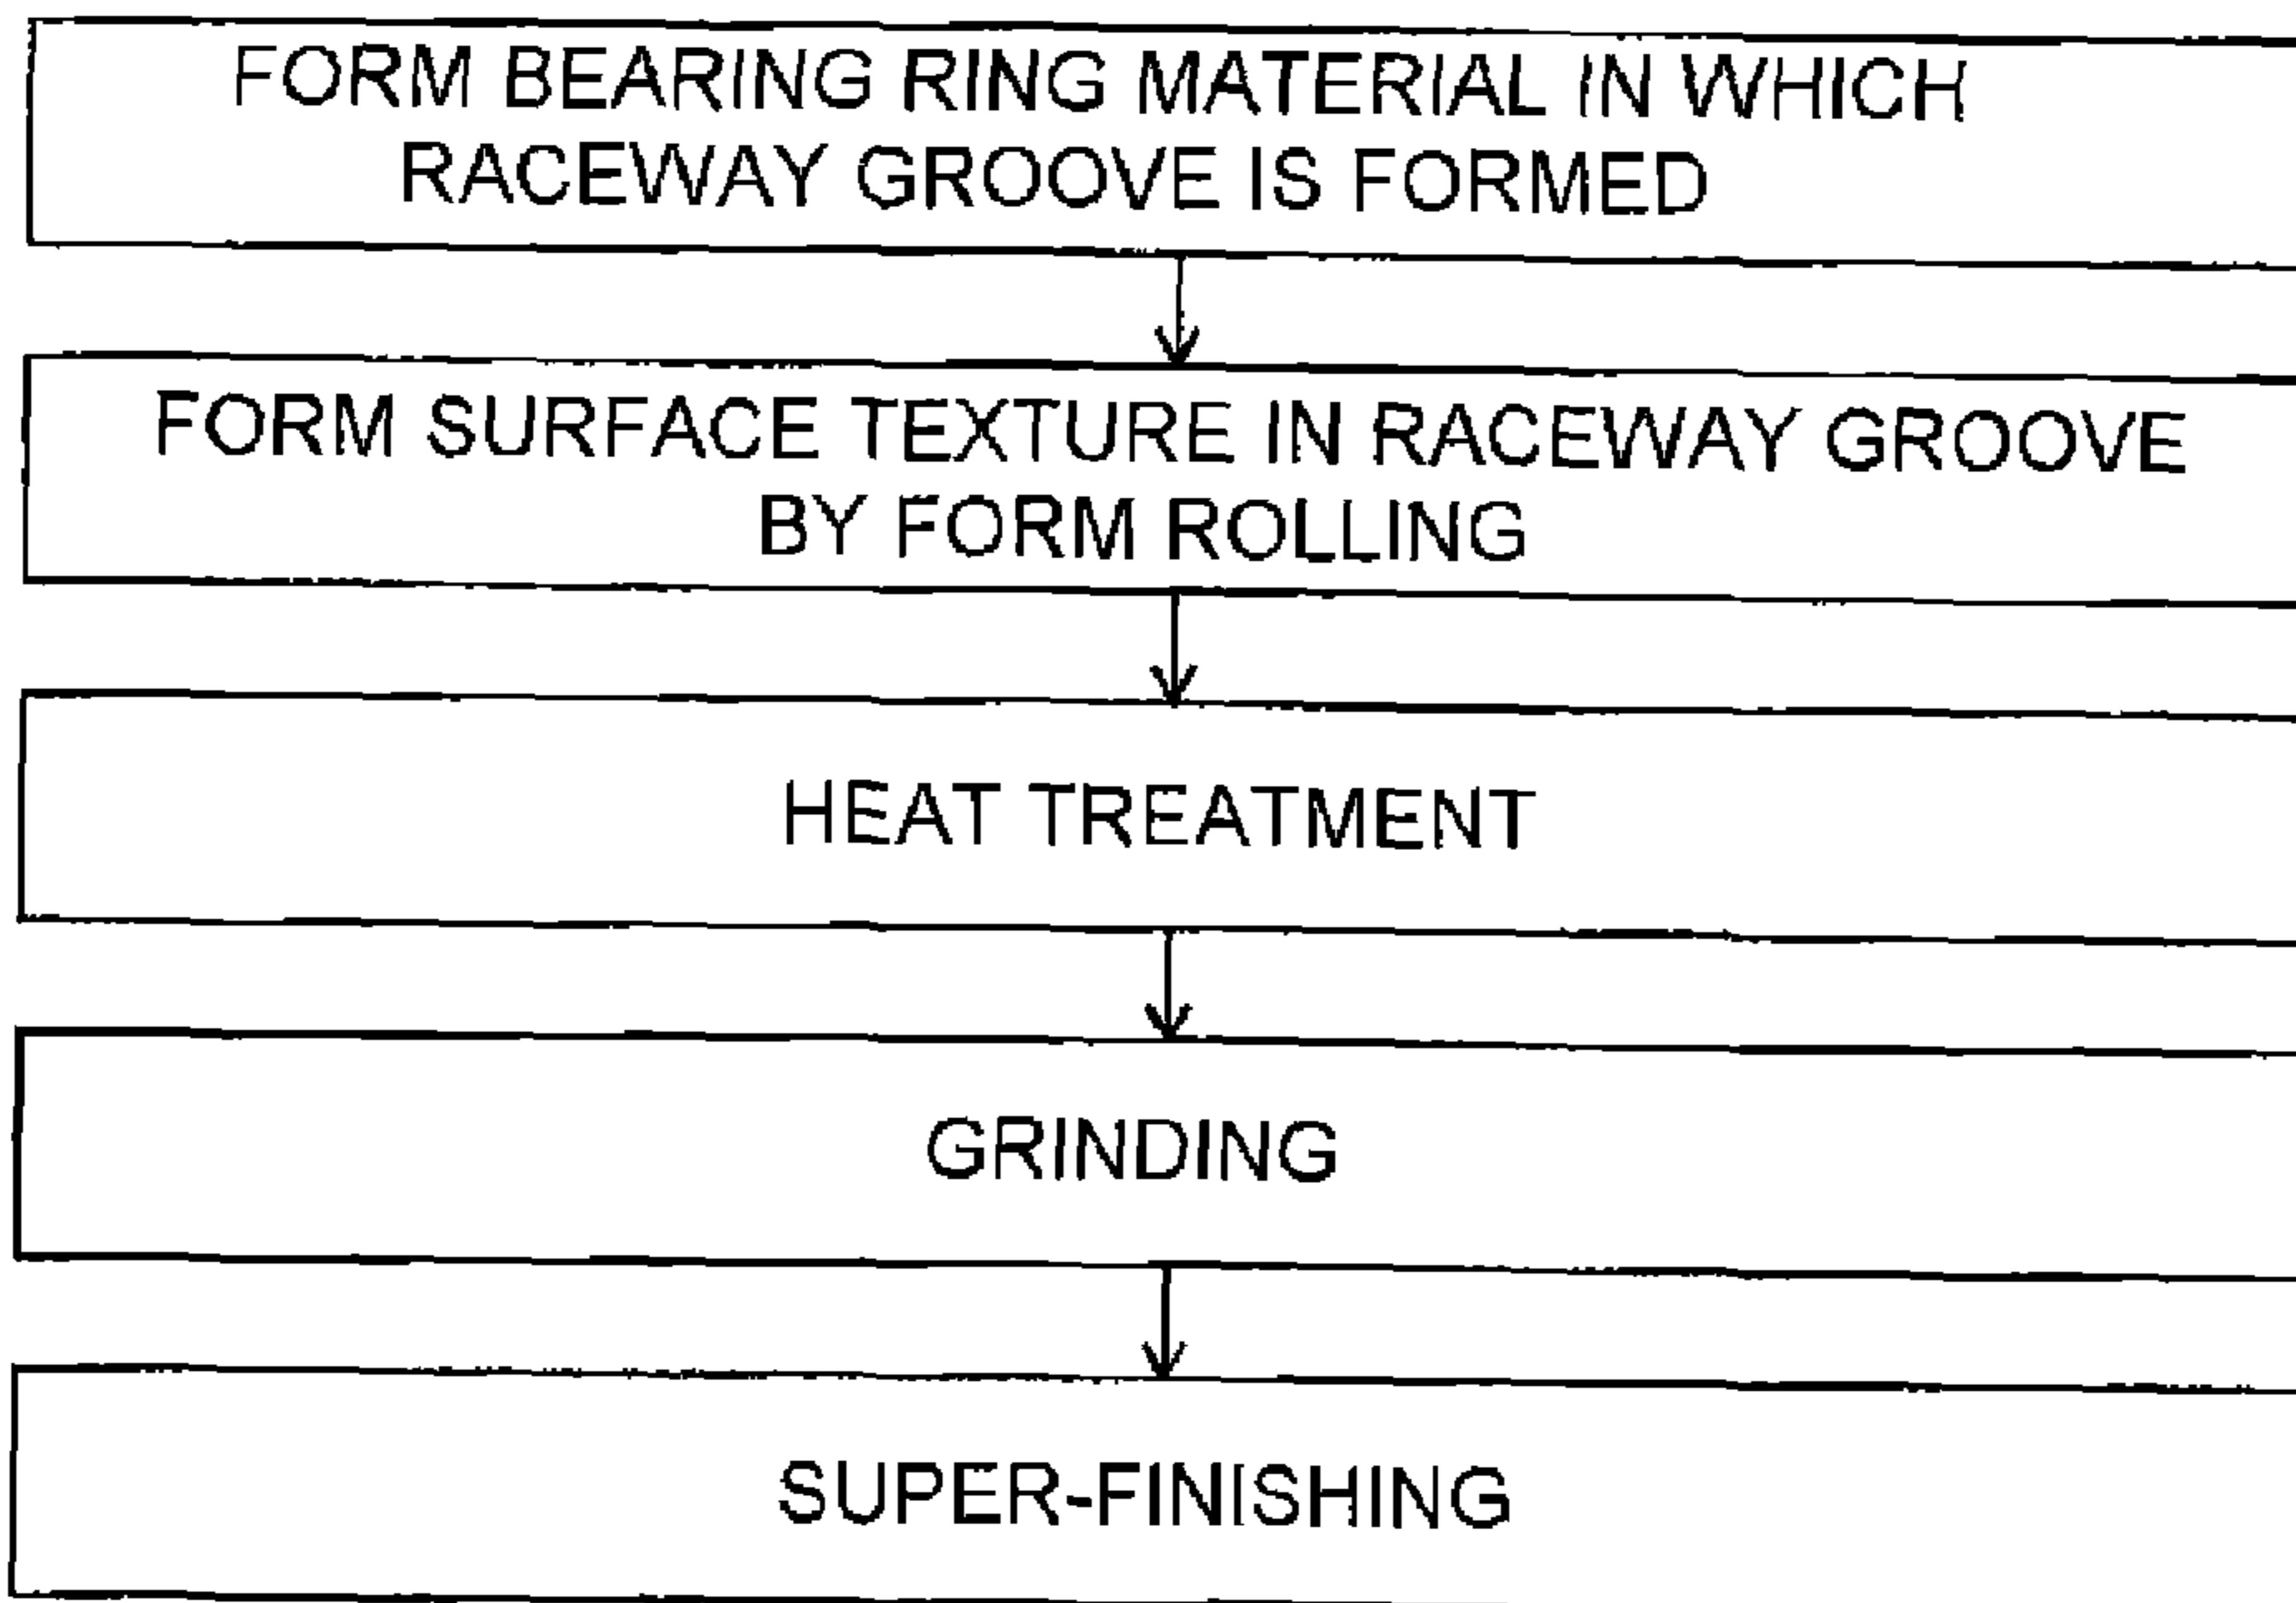 FORM BEARING RING MATERIAL IN WHICH
RACEWAY GROOVE IS FORMED
FORM SURFACE TEXTURE IN RACEWAY GROOVE
BY FORM ROLLING
HEAT TREATMENT
GRINDING
SUPER-FINISHING